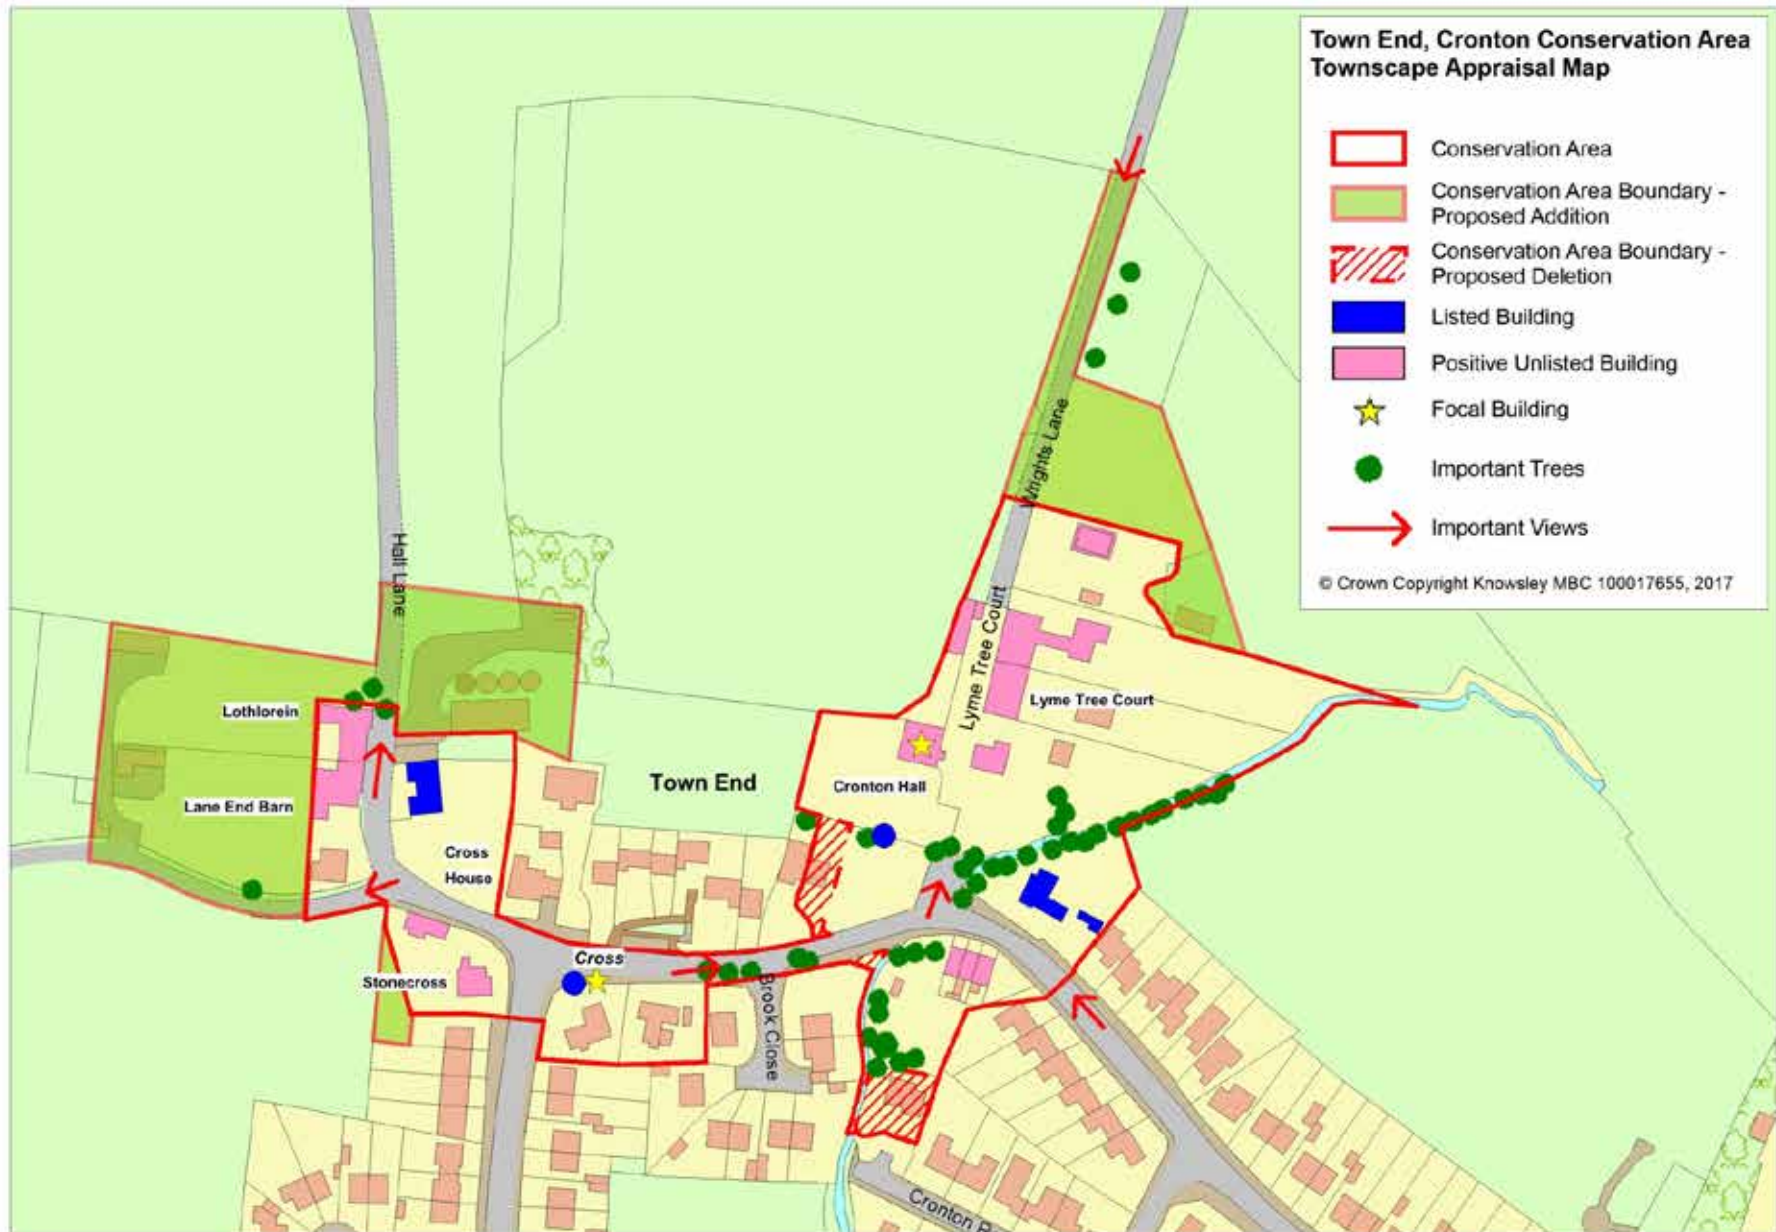 Town End, Cronton Conservation Area
Townscape Appraisal Map
Conservation Area
Conservation Area Boundary -
Proposed Addition
Conservation Area Boundary -
Proposed Deletion
Listed Building
Positive Unlisted Building
Focal Building
Important Trees
Important Views
© Crown Copyright Knowsley MBC 100017655, 2017
Wrights Lane
Hall Lane
Lyme Tree Court
Lyme Tree Court
Lothlorein
Town End
Cronton Hall
Lane End Barn
Cross
House
Cross
Stonecross
Brook Close
Cronton